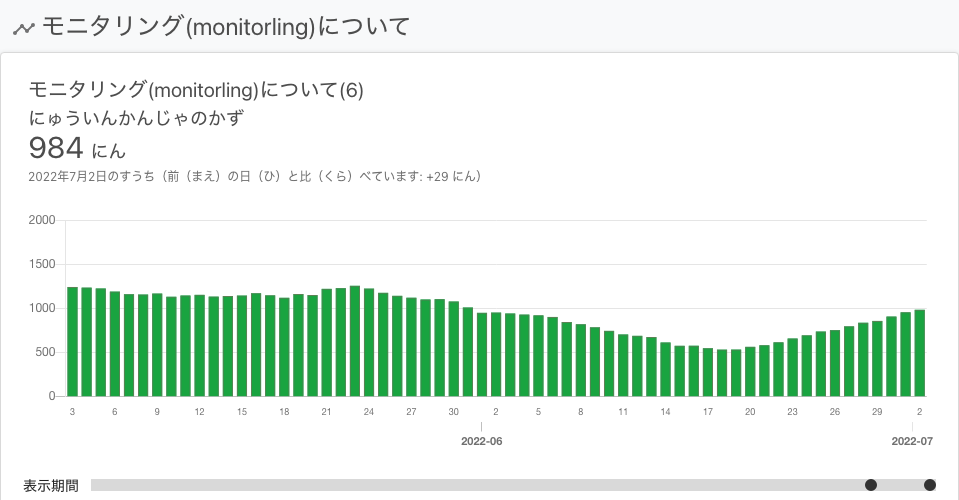 モニタリング(monitorling)について
モニタリング(monitorling)について(6)
にゅういんかんじゃのかず
984 にん
2022年7月2日のすうち（前（まえ）の日（ひ）と比（くら）べています: +29 にん）
2000
1500
1000
500
0
3 6 9 12 15 18 21 24 27 30 2 5 8 11 14 17 20 23 26 29 2
2022-06 2022-07
表示期間